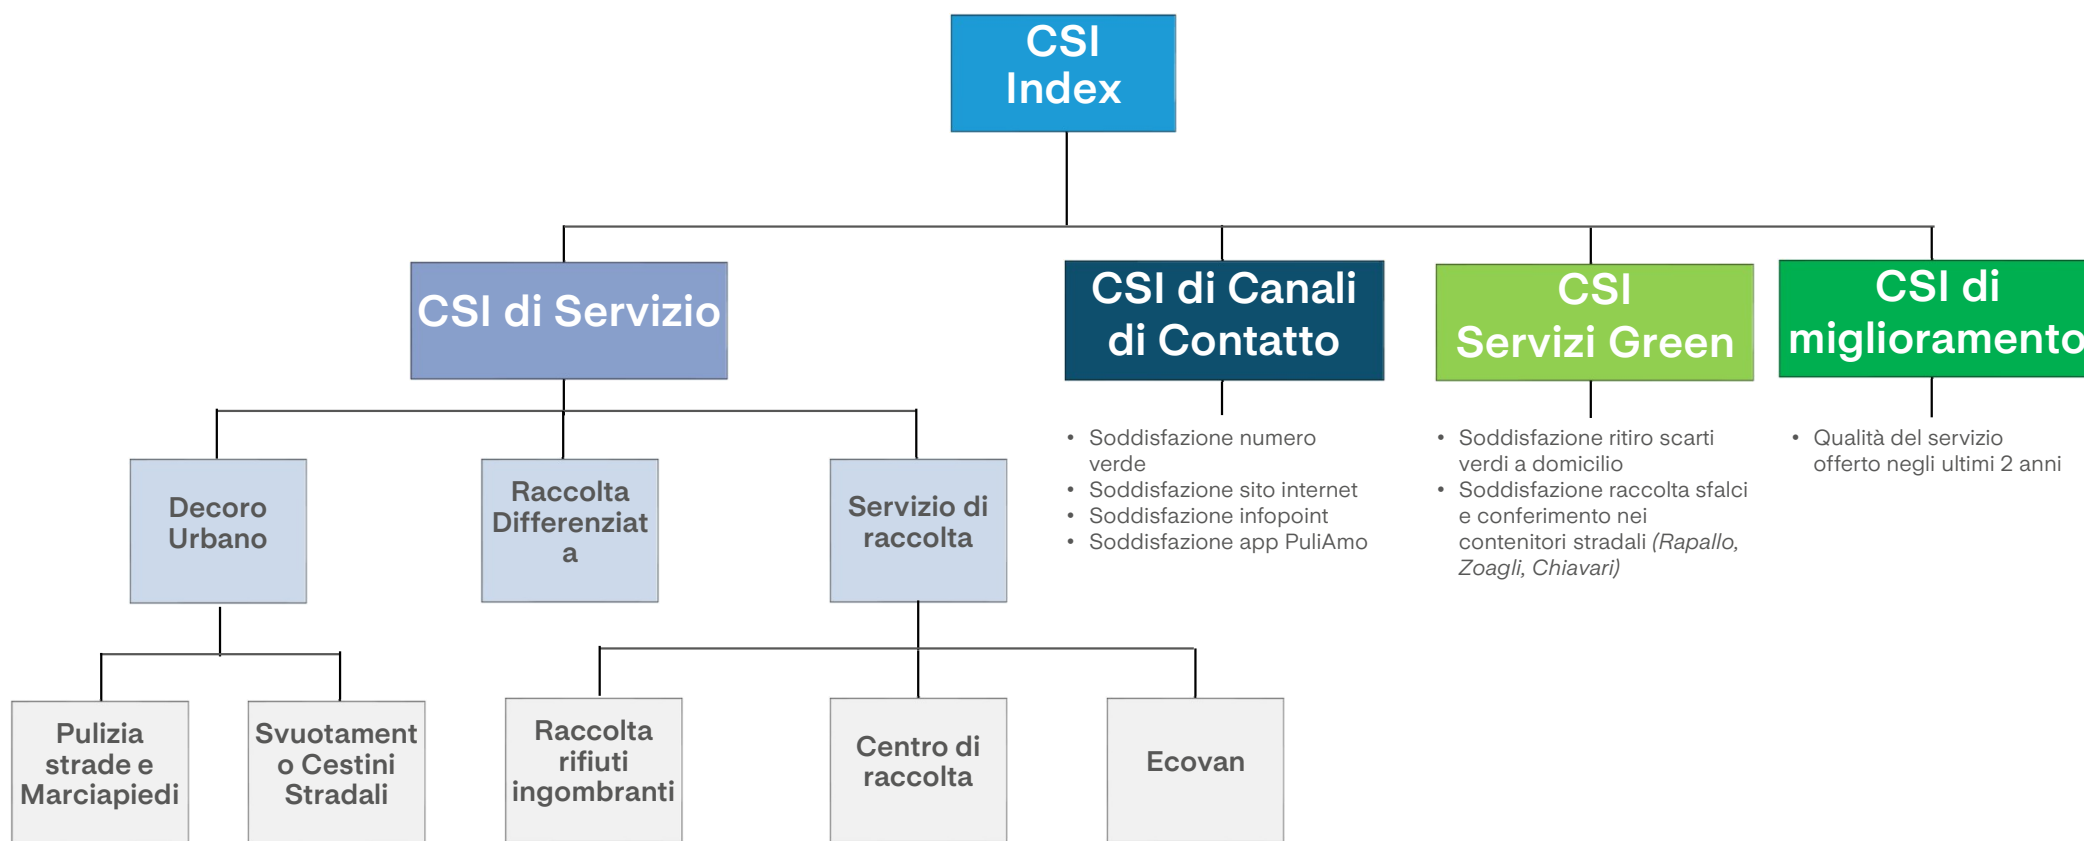 CSI
Index
CSI di Servizio
CSI di Canali
di Contatto
CSI
Servizi Green
CSI di
miglioramento
• Soddisfazione numero
verde
• Soddisfazione sito internet
• Soddisfazione infopoint
• Soddisfazione app PuliAmo
• Soddisfazione ritiro scarti
verdi a domicilio
• Soddisfazione raccolta sfalci
e conferimento nei
contenitori stradali (Rapallo,
Zoagli, Chiavari)
• Qualità del servizio
offerto negli ultimi 2 anni
Decoro
Urbano
Raccolta
Differenziat
a
Servizio di
raccolta
Pulizia
strade e
Marciapiedi
Svuotament
o Cestini
Stradali
Raccolta
rifiuti
ingombranti
Centro di
raccolta
Ecovan